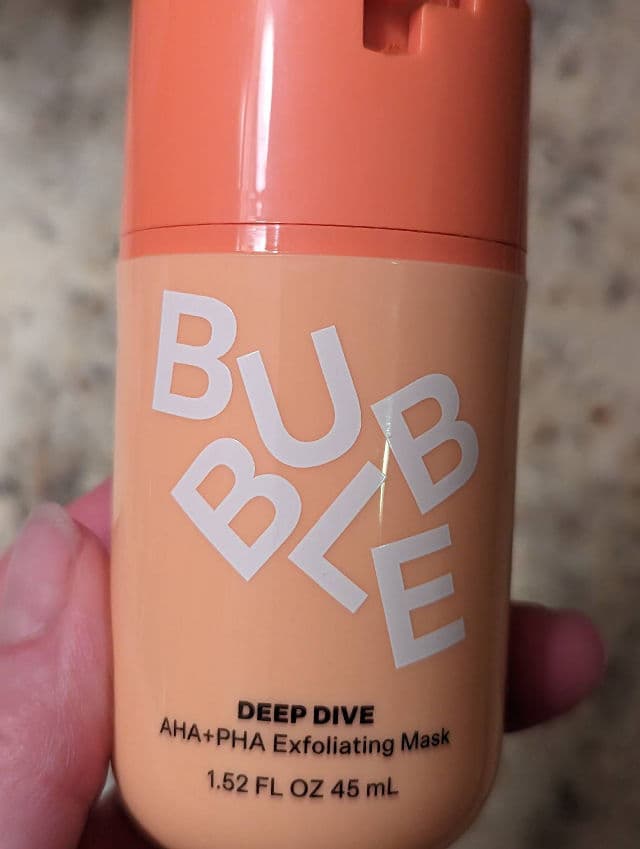 BUBBLE
DEEP DIVE
AHA+PHA Exfoliating Mask
1.52 FL OZ 45 mL